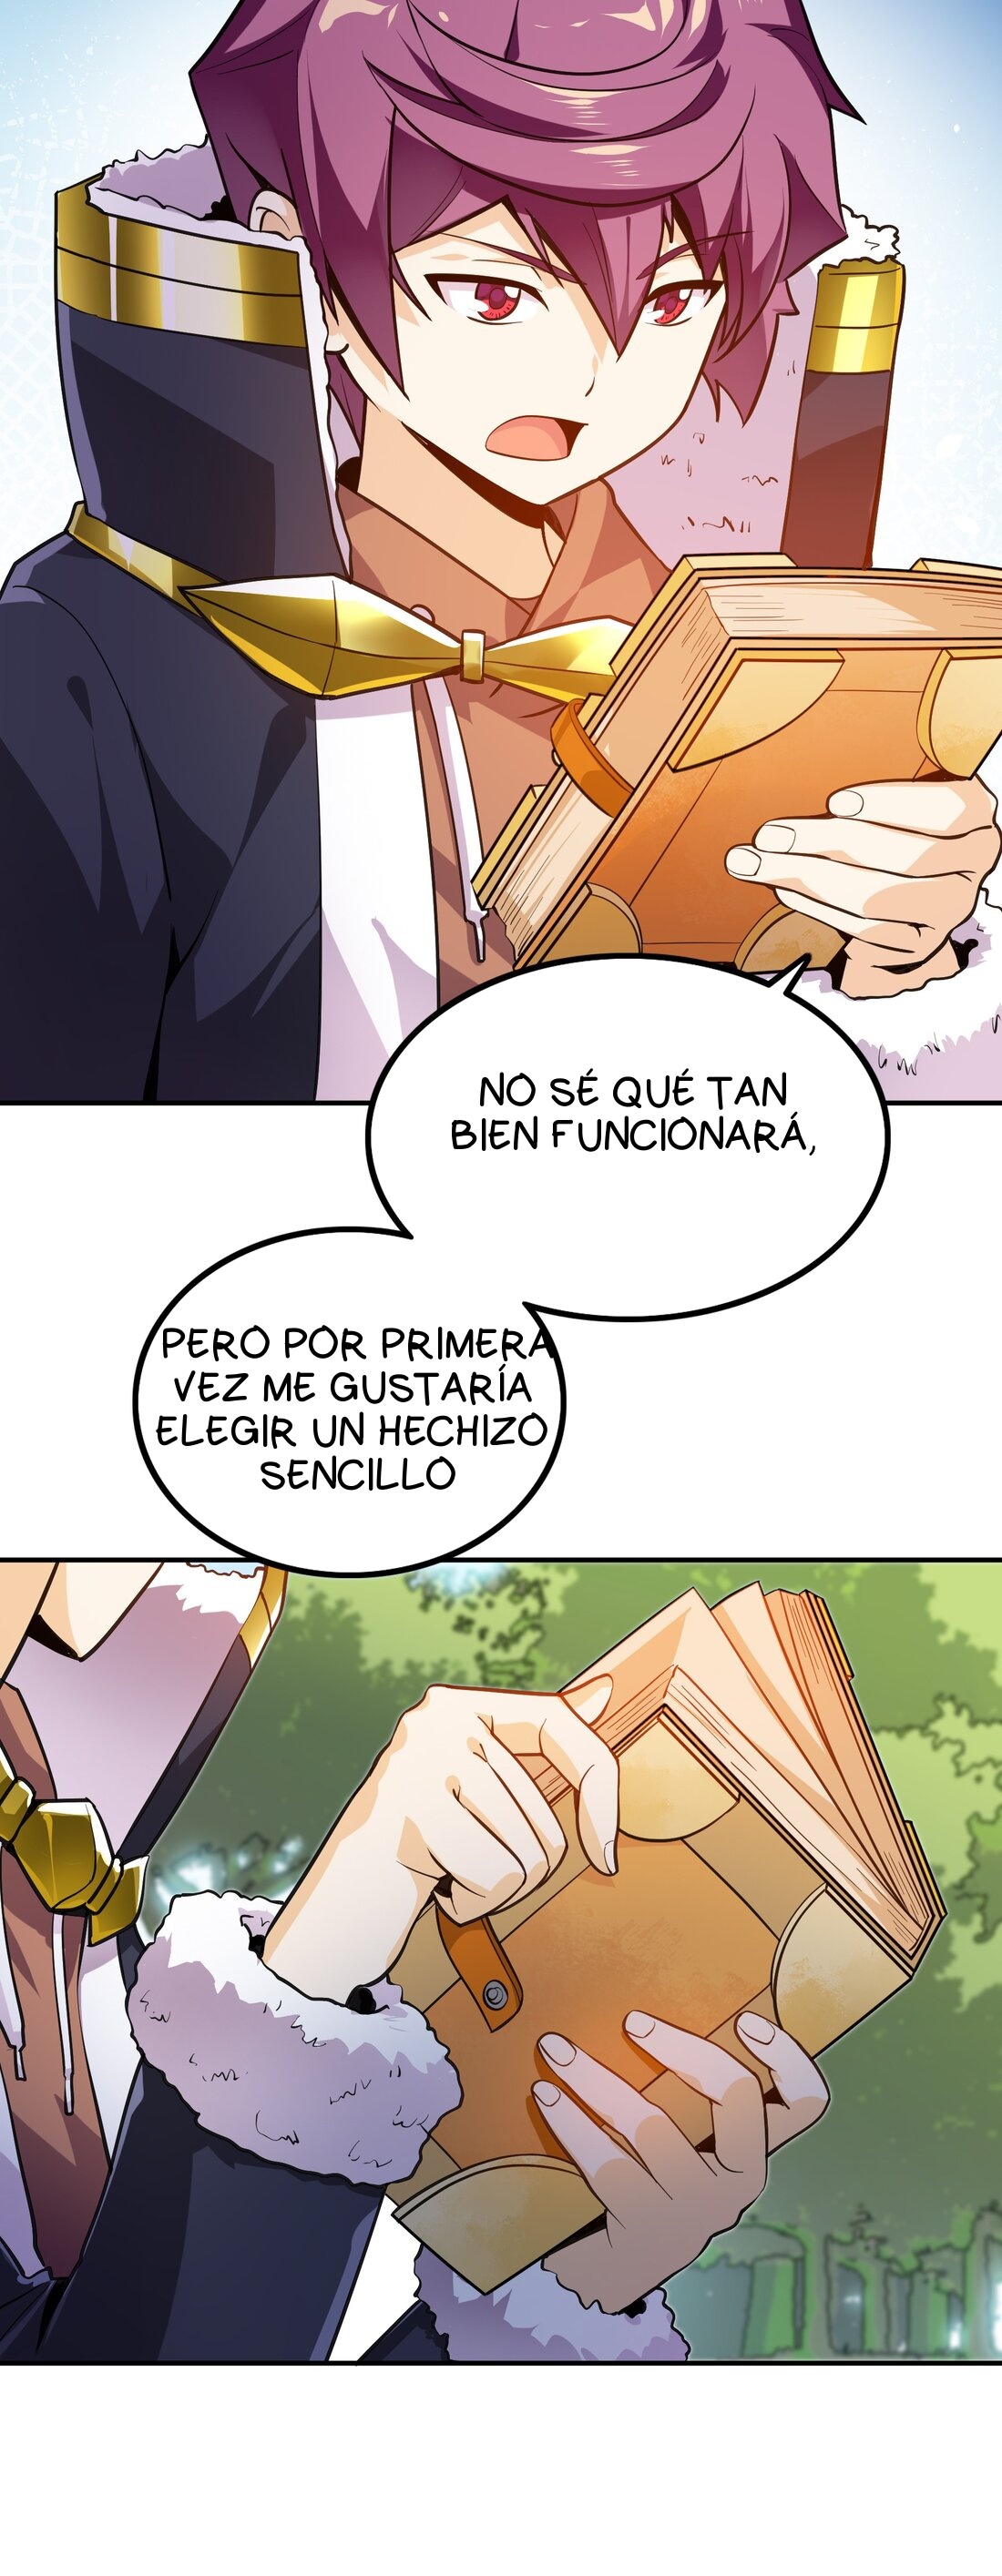 NO SÉ QUÉ TAN
BIEN FUNCIONARÁ,
PERO POR PRIMERA
VEZ ME GUSTARÍA
ELEGIR UN HECHIZO
SENCILLO